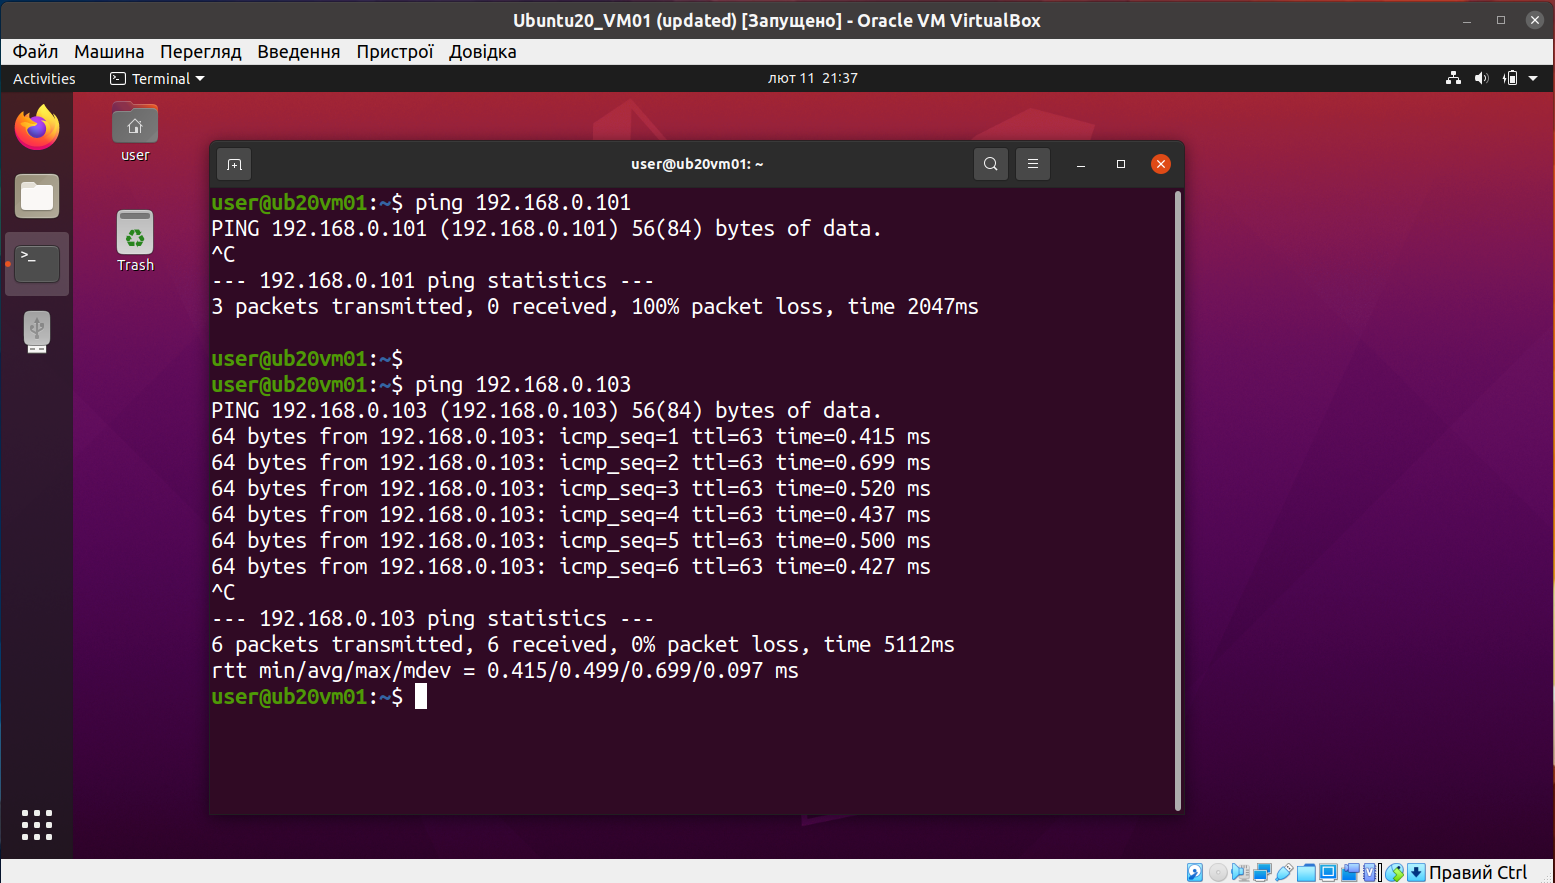 Ubuntu20_VM01 (updated) [Запущено] - Oracle VM VirtualBox
Файл Машина Перегляд Введення Пристрої Довідка
Activities Terminal лют 11 21:37
user
Trash
user@ub20vm01: ~
user@ub20vm01:~$ ping 192.168.0.101
PING 192.168.0.101 (192.168.0.101) 56(84) bytes of data.
^C
--- 192.168.0.101 ping statistics ---
3 packets transmitted, 0 received, 100% packet loss, time 2047ms
user@ub20vm01:~$
user@ub20vm01:~$ ping 192.168.0.103
PING 192.168.0.103 (192.168.0.103) 56(84) bytes of data.
64 bytes from 192.168.0.103: icmp_seq=1 ttl=63 time=0.415 ms
64 bytes from 192.168.0.103: icmp_seq=2 ttl=63 time=0.699 ms
64 bytes from 192.168.0.103: icmp_seq=3 ttl=63 time=0.520 ms
64 bytes from 192.168.0.103: icmp_seq=4 ttl=63 time=0.437 ms
64 bytes from 192.168.0.103: icmp_seq=5 ttl=63 time=0.500 ms
64 bytes from 192.168.0.103: icmp_seq=6 ttl=63 time=0.427 ms
^C
--- 192.168.0.103 ping statistics ---
6 packets transmitted, 6 received, 0% packet loss, time 5112ms
rtt min/avg/max/mdev = 0.415/0.499/0.699/0.097 ms
user@ub20vm01:~$
Правий Ctrl